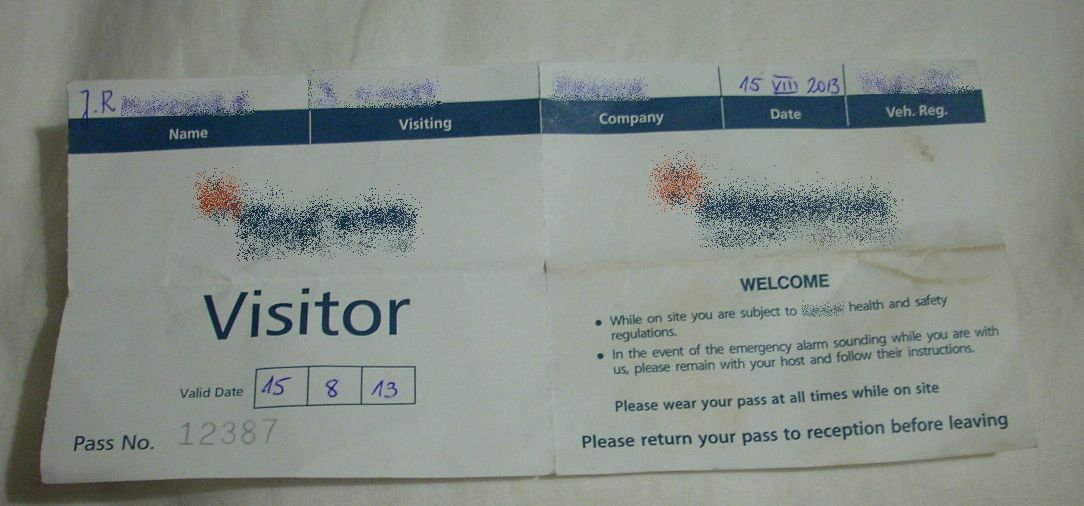 J.R
15 VIII 2013
Name
Visiting
Company
Date
Veh. Reg.
Visitor
Valid Date 15 8 13
Pass No. 12387
WELCOME
• While on site you are subject to health and safety
regulations.
• In the event of the emergency alarm sounding while you are with
us, please remain with your host and follow their instructions.
Please wear your pass at all times while on site
Please return your pass to reception before leaving